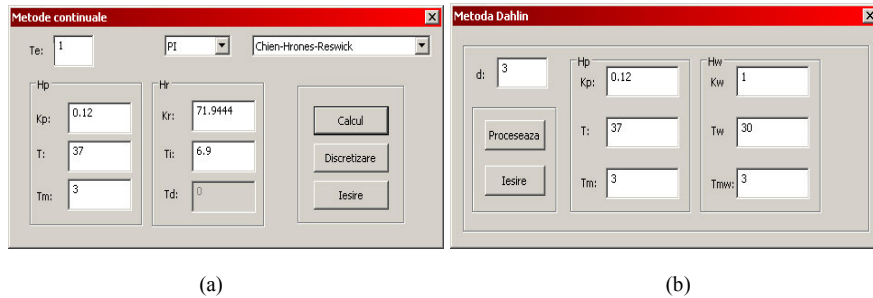 Metode continuale
Te: 1 PI Chien-Hrones-Reswick
Hp
Kp: 0.12
T: 37
Tm: 3
Hr
Kr: 71.9444
Ti: 6.9
Td: 0
Calcul
Discretizare
Iesire
(a)
Metoda Dahlin
d: 3
Proceseaza
Iesire
Hp
Kp: 0.12
T: 37
Tm: 3
Hw
Kw 1
Tw 30
Tmw: 3
(b)